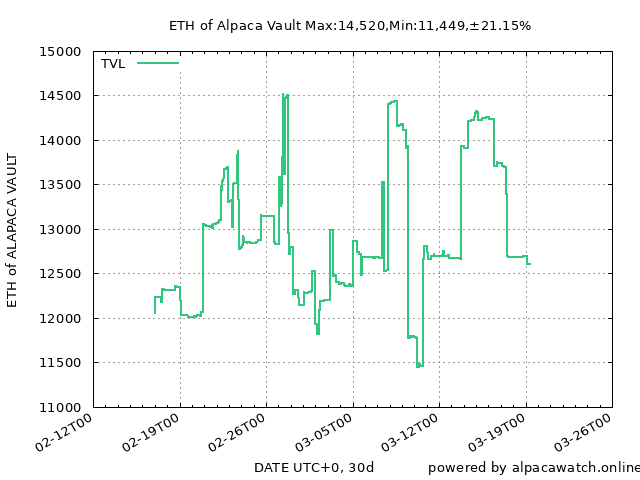 ETH of Alpaca Vault Max:14,520,Min:11,449,±21.15%
TVL
15000
14500
14000
13500
13000
12500
12000
11500
11000
ETH of ALAPACA VAULT
02-12T00
02-19T00
02-26T00
03-05T00
03-12T00
03-19T00
03-26T00
DATE UTC+0, 30d
powered by alpacawatch.online